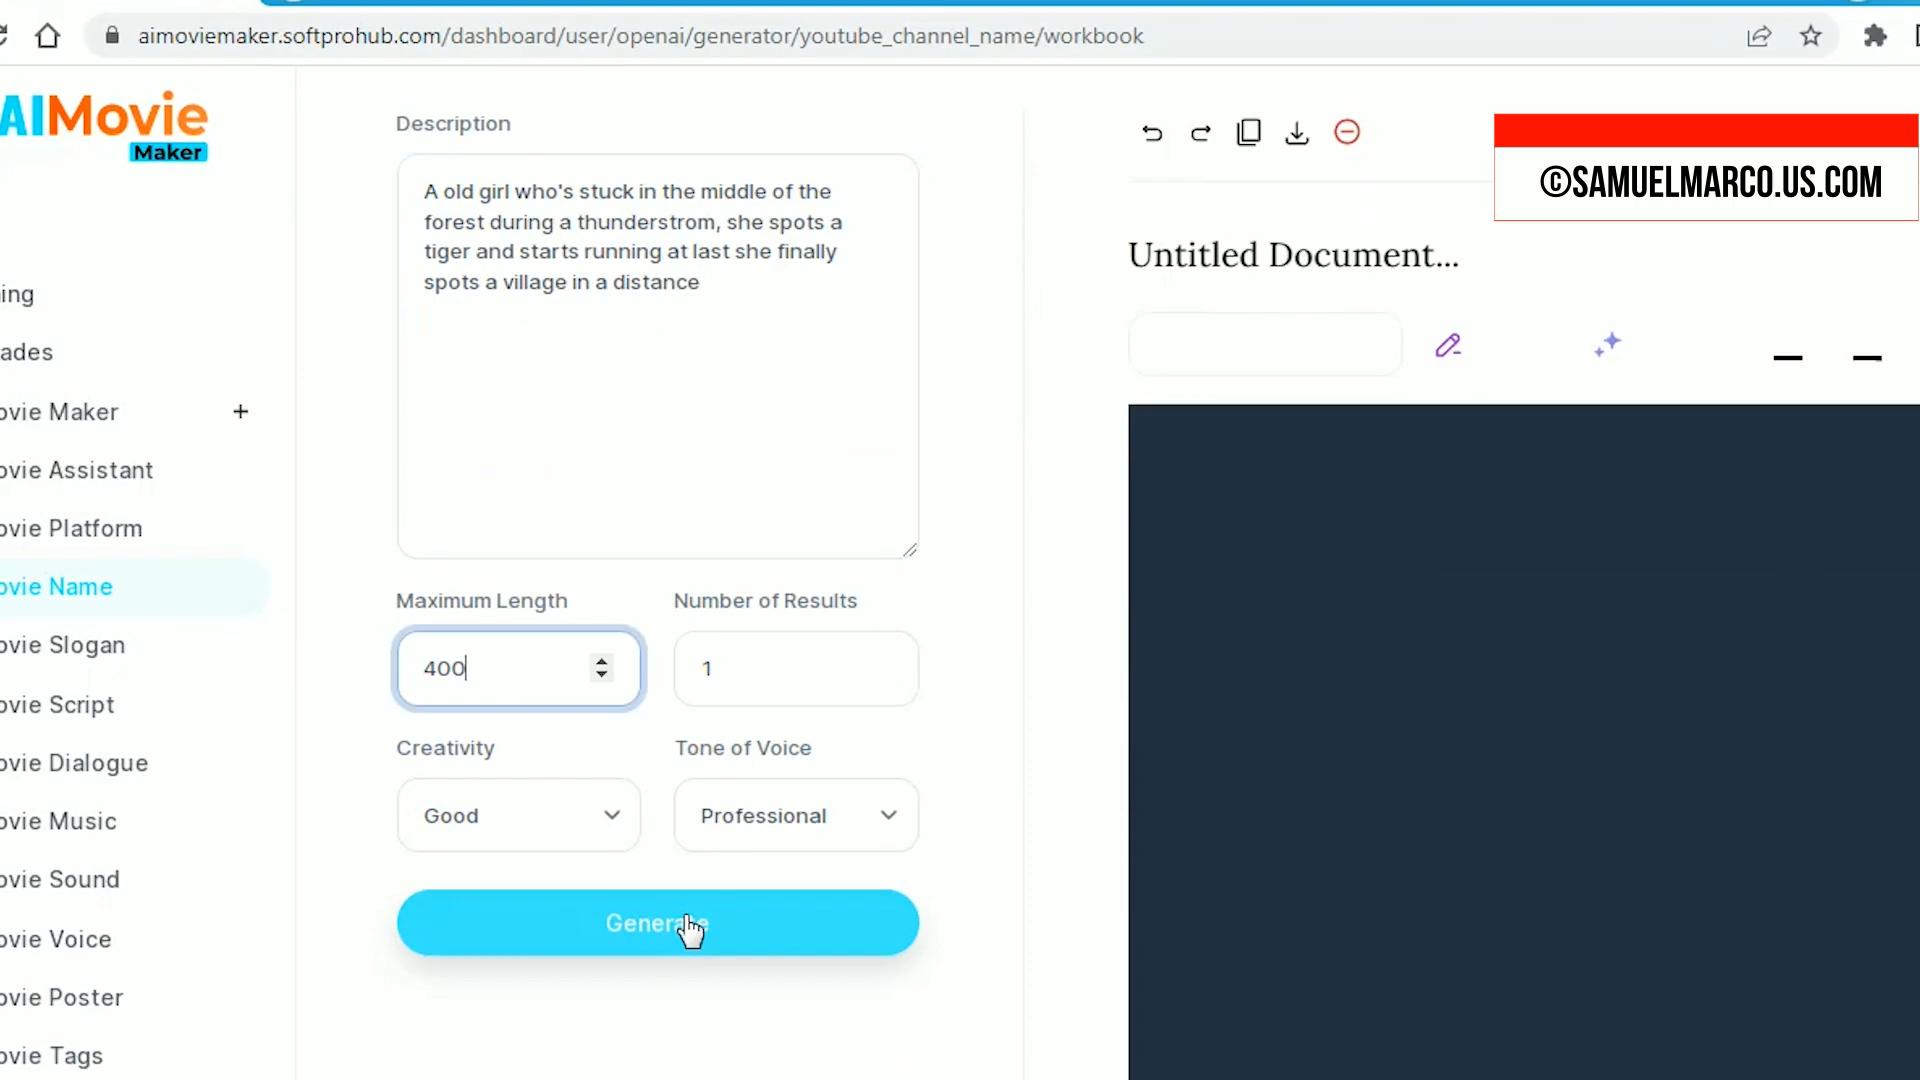 aimoviemaker.softprohub.com/dashboard/user/openai/generator/youtube_channel_name/workbook
AIMovie
Maker
ing
ades
ovie Maker
ovie Assistant
ovie Platform
ovie Name
ovie Slogan
ovie Script
ovie Dialogue
ovie Music
ovie Sound
ovie Voice
ovie Poster
ovie Tags
Description
A old girl who's stuck in the middle of the
forest during a thunderstrom, she spots a
tiger and starts running at last she finally
spots a village in a distance
Maximum Length
Number of Results
400
1
Creativity
Tone of Voice
Good
Professional
Generate
©SAMUELMARCO.US.COM
Untitled Document...